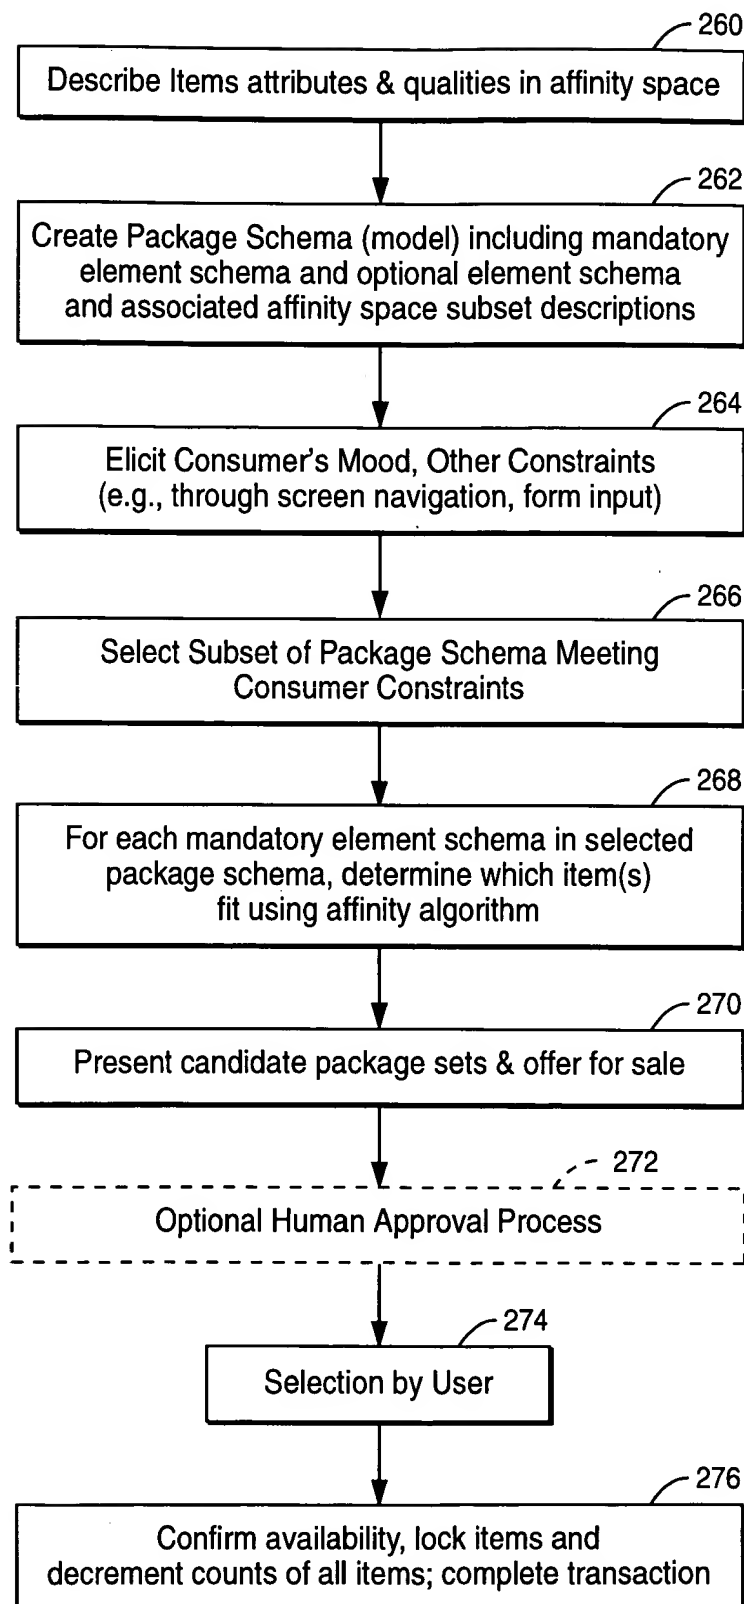 260
Describe Items attributes & qualities in affinity space
262
Create Package Schema (model) including mandatory
element schema and optional element schema
and associated affinity space subset descriptions
264
Elicit Consumer's Mood, Other Constraints
(e.g., through screen navigation, form input)
266
Select Subset of Package Schema Meeting
Consumer Constraints
268
For each mandatory element schema in selected
package schema, determine which item(s)
fit using affinity algorithm
270
Present candidate package sets & offer for sale
272
Optional Human Approval Process
274
Selection by User
276
Confirm availability, lock items and
decrement counts of all items; complete transaction